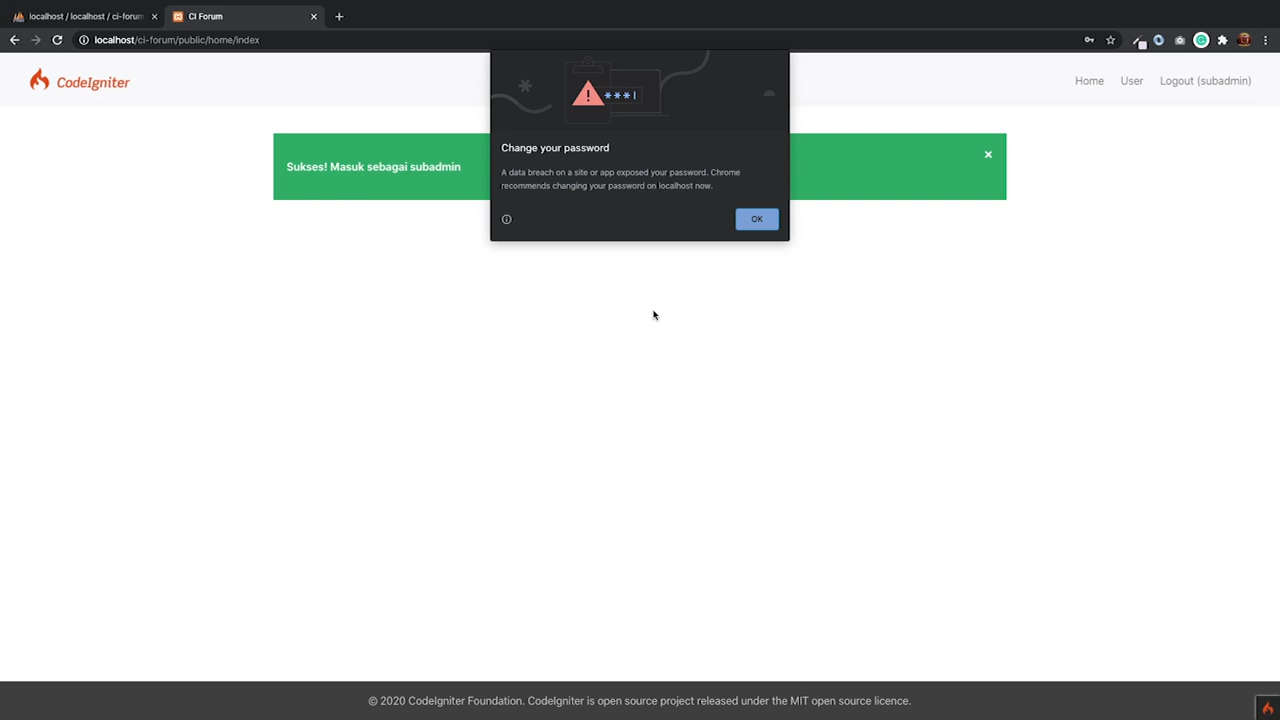 localhost / localhost / ci-forum
CI Forum
localhost/ci-forum/public/home/index
CodeIgniter
Home
User
Logout (subadmin)
***|
Sukses! Masuk sebagai subadmin
Change your password
A data breach on a site or app exposed your password. Chrome
recommends changing your password on localhost now.
OK
© 2020 CodeIgniter Foundation. CodeIgniter is open source project released under the MIT open source licence.